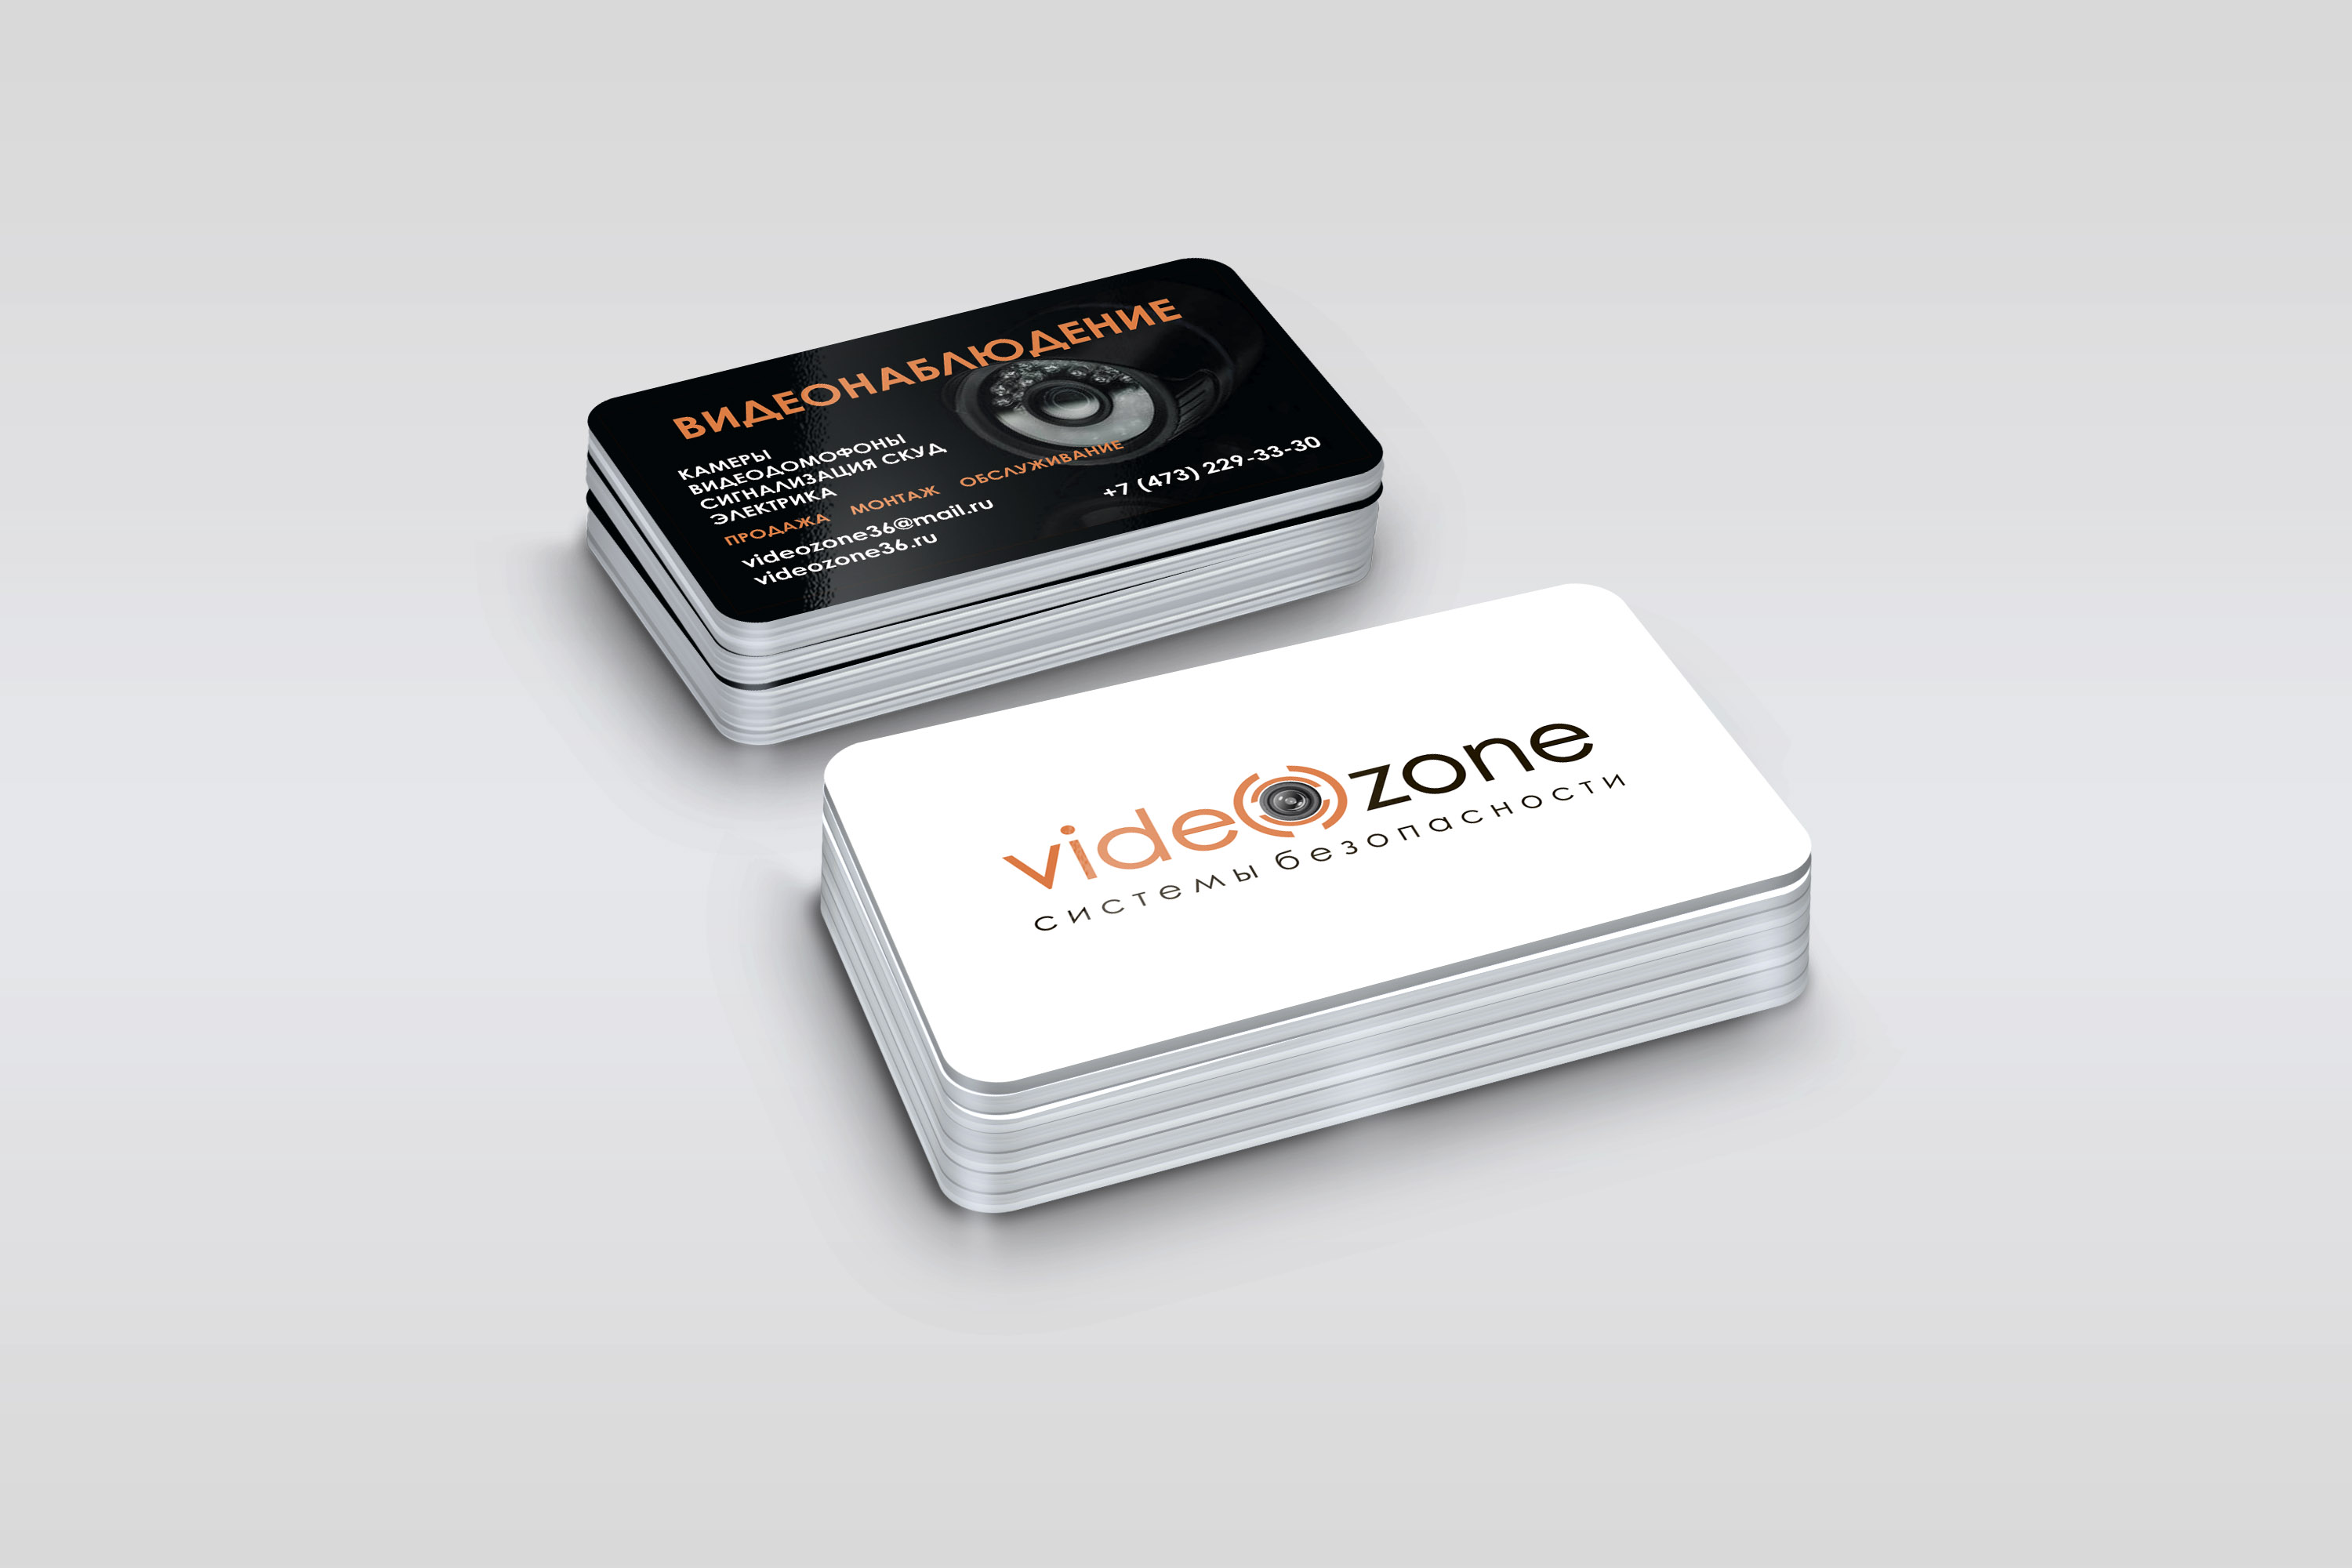 ВИДЕОНАБЛЮДЕНИЕ
КАМЕРЫ
ВИДЕОДОМОФОНЫ
СИГНАЛИЗАЦИЯ СКУД
ЭЛЕКТРИКА
ПРОДАЖА МОНТАЖ ОБСЛУЖИВАНИЕ
videozone36@mail.ru
videozone36.ru
+7 (473) 229-33-30
videozone
системы безопасности